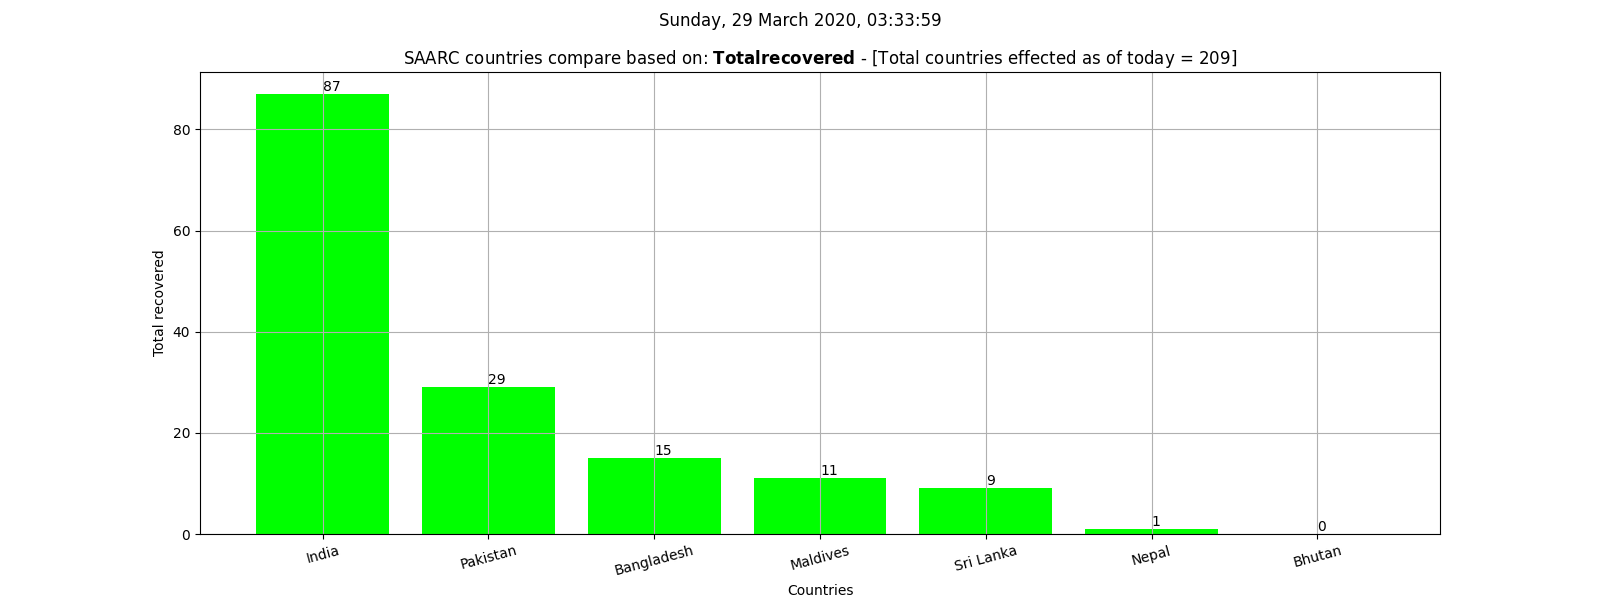 Sunday, 29 March 2020, 03:33:59
SAARC countries compare based on: Totalrecovered - [Total countries effected as of today = 209]
87
80
60
Total recovered
40
29
20
15
11
9
1
0
0
India
Pakistan
Bangladesh
Maldives
Sri Lanka
Nepal
Bhutan
Countries